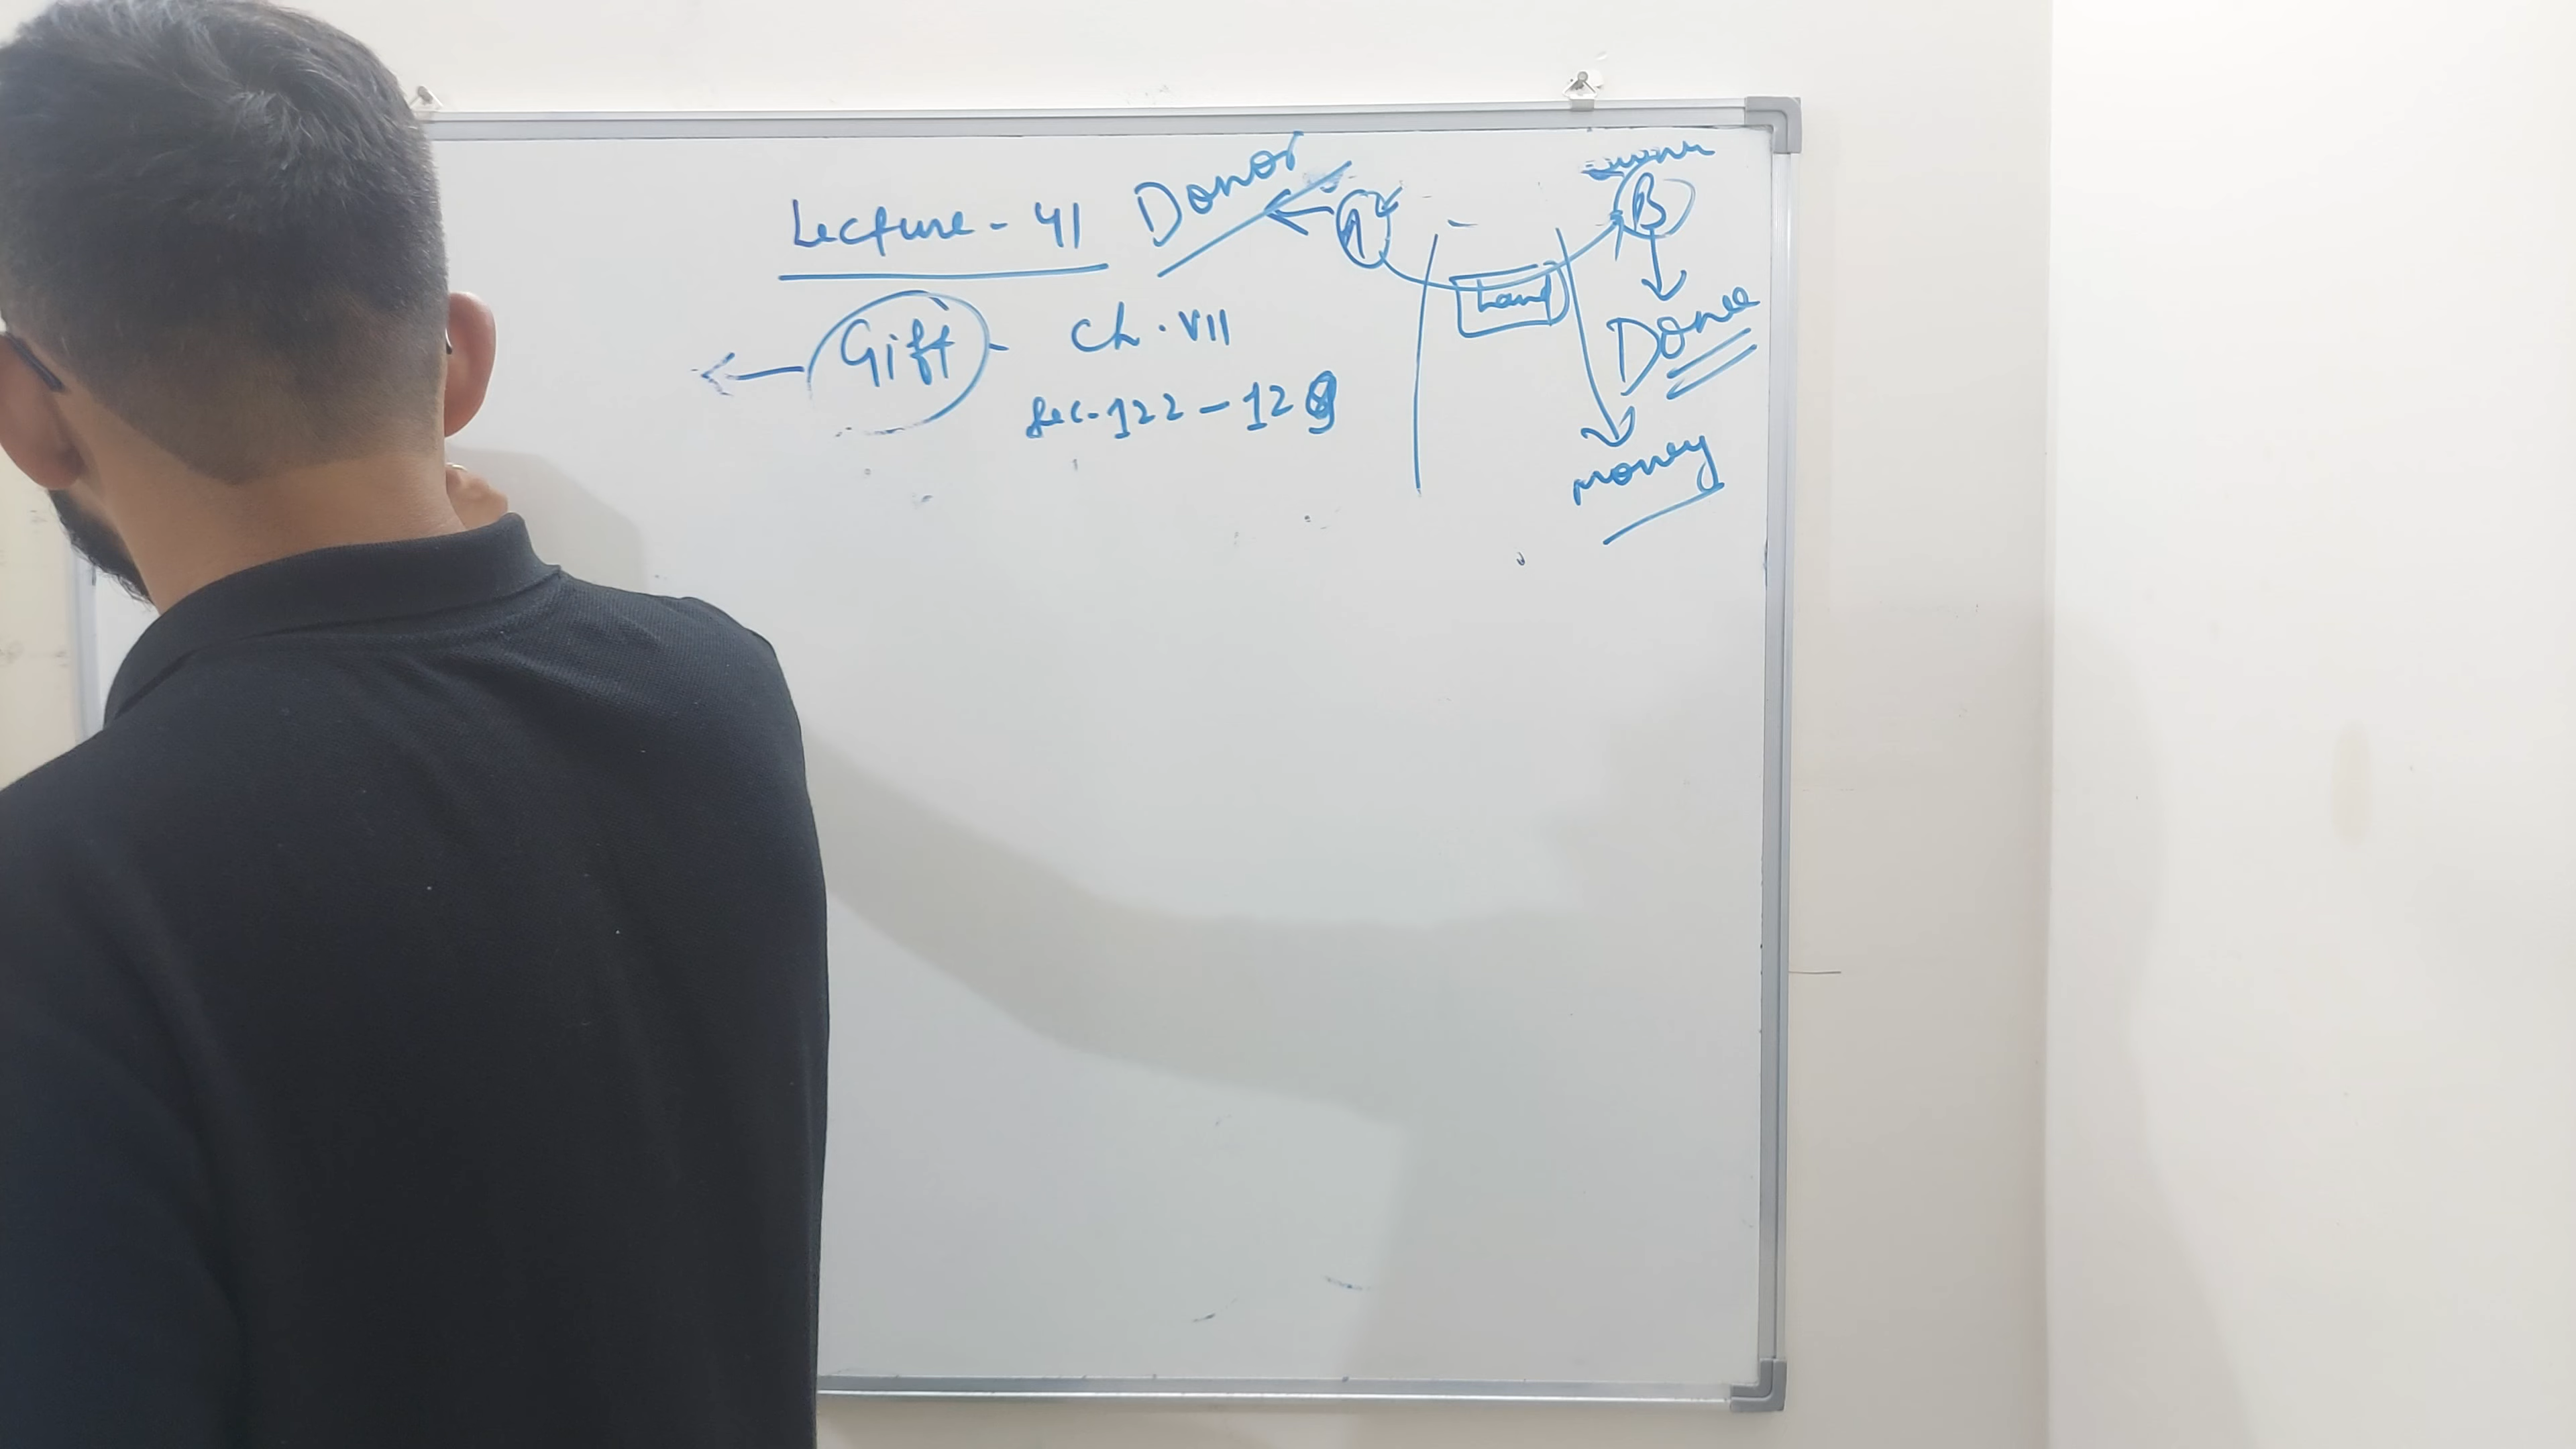 Lecture - 41
Gift - Ch. VII
Sec. 122 - 129
Donor
A
B
Land
Donee
money